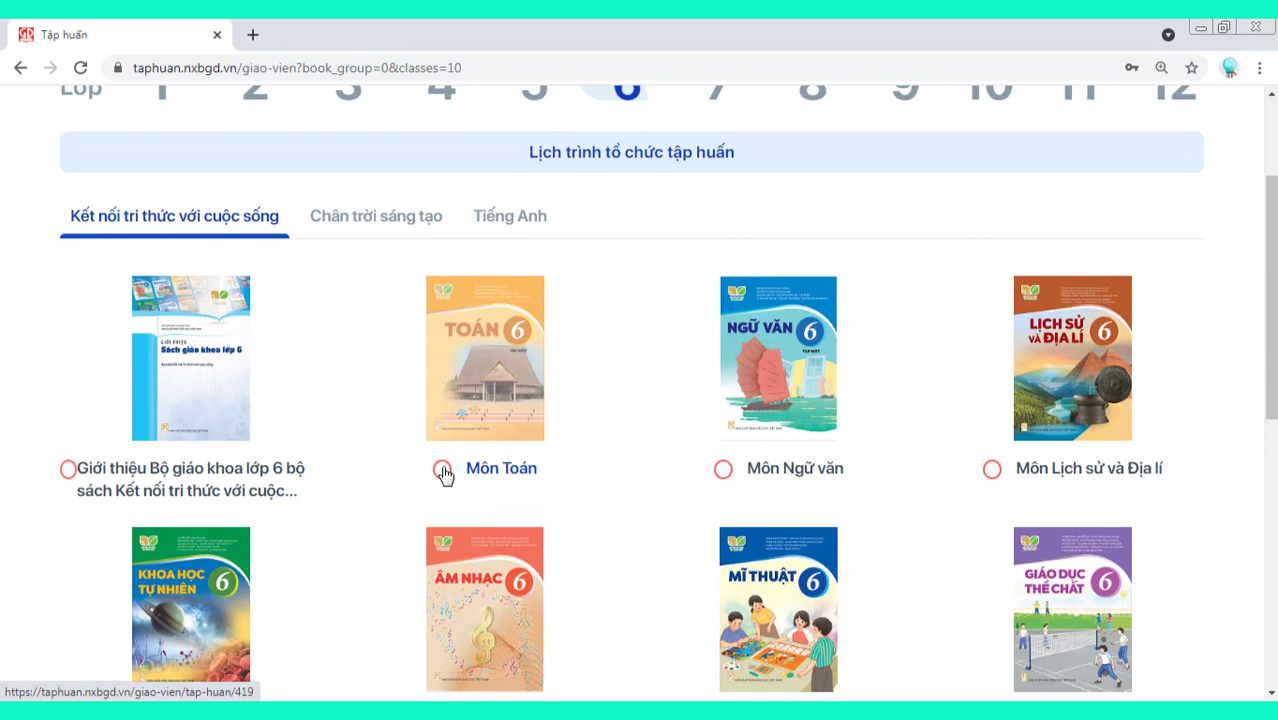 Tập huấn
taphuan.nxbgd.vn/giao-vien?book_group=0&classes=10
Lớp 1 2 3 4 5 6 7 8 9 10 11 12
Lịch trình tổ chức tập huấn
Kết nối tri thức với cuộc sống Chân trời sáng tạo Tiếng Anh
GIỚI THIỆU
Sách giáo khoa lớp 6
TOÁN 6
TẬP MỘT
NGỮ VĂN 6
TẬP MỘT
LỊCH SỬ
VÀ ĐỊA LÍ 6
Giới thiệu Bộ giáo khoa lớp 6 bộ
sách Kết nối tri thức với cuộc...
Môn Toán
Môn Ngữ văn
Môn Lịch sử và Địa lí
KHOA HỌC
TỰ NHIÊN 6
ÂM NHẠC 6
MĨ THUẬT 6
GIÁO DỤC
THỂ CHẤT 6
https://taphuan.nxbgd.vn/giao-vien/tap-huan/419